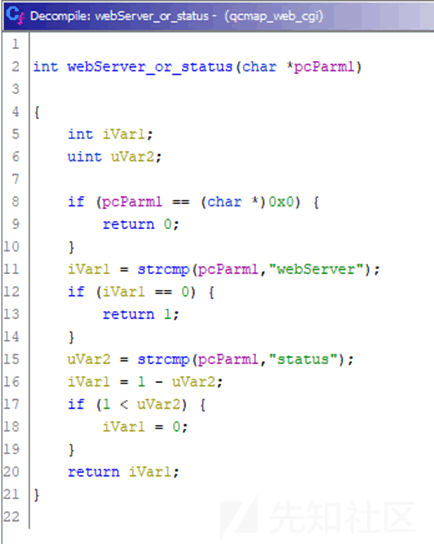 Decompile: webServer_or_status - (qcmap_web_cgi)
1
2 int webServer_or_status(char *pcParm1)
3
4 {
5 int iVar1;
6 uint uVar2;
7
8 if (pcParm1 == (char *)0x0) {
9 return 0;
10 }
11 iVar1 = strcmp(pcParm1,"webServer");
12 if (iVar1 == 0) {
13 return 1;
14 }
15 uVar2 = strcmp(pcParm1,"status");
16 iVar1 = 1 - uVar2;
17 if (1 < uVar2) {
18 iVar1 = 0;
19 }
20 return iVar1;
21 }
22
先知社区